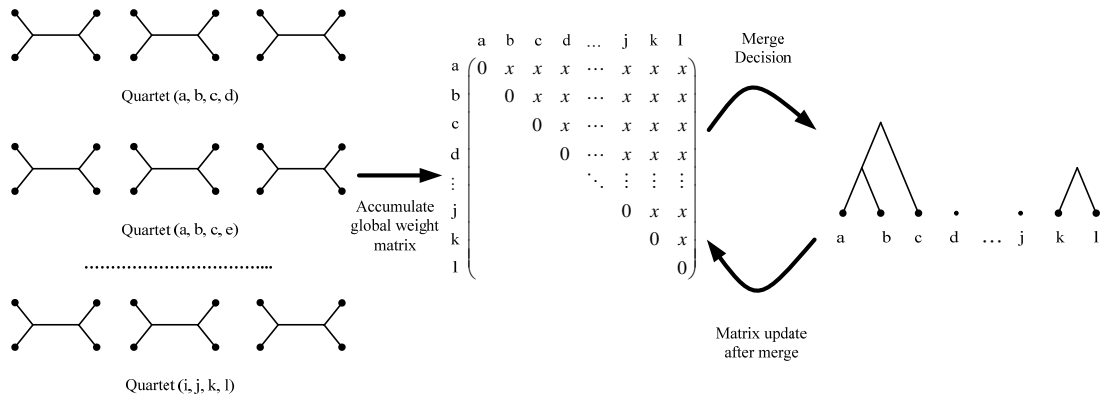 Quartet (a, b, c, d)
Quartet (a, b, c, e)
Quartet (i, j, k, l)
Accumulate
global weight
matrix
a b c d ... j k l
a 0 x x x ⋯ x x x
b 0 x x ⋯ x x x
c 0 x ⋯ x x x
d 0 ⋯ x x x
⋮ ⋱ ⋮ ⋮ ⋮
j 0 x x
k 0 x
l 0
Merge
Decision
Matrix update
after merge
a b c d … j k l